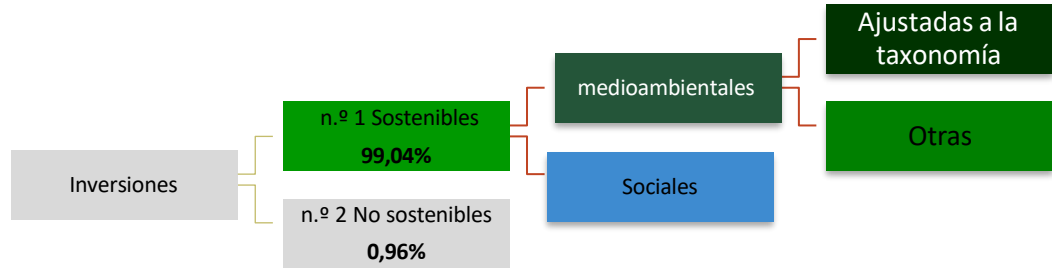 Inversiones
n.º 1 Sostenibles
99,04%
n.º 2 No sostenibles
0,96%
medioambientales
Sociales
Ajustadas a la
taxonomía
Otras